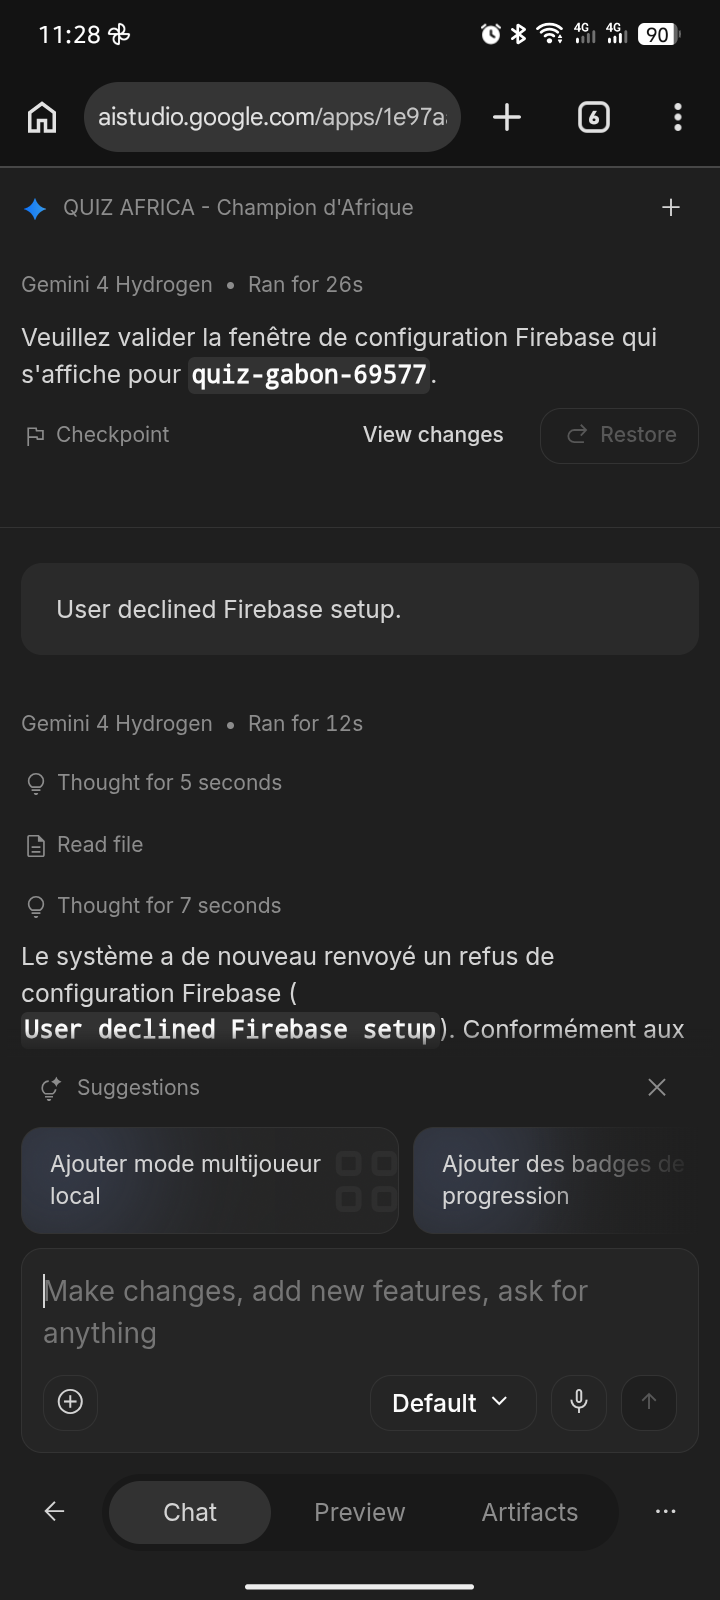 11:28
4G 4G 90
aistudio.google.com/apps/1e97a
6
QUIZ AFRICA - Champion d'Afrique
Gemini 4 Hydrogen • Ran for 26s
Veuillez valider la fenêtre de configuration Firebase qui
s'affiche pour quiz-gabon-69577.
Checkpoint
View changes
Restore
User declined Firebase setup.
Gemini 4 Hydrogen • Ran for 12s
Thought for 5 seconds
Read file
Thought for 7 seconds
Le système a de nouveau renvoyé un refus de
configuration Firebase (
User declined Firebase setup). Conformément aux
Suggestions
Ajouter mode multijoueur
local
Ajouter des badges de
progression
Make changes, add new features, ask for
anything
Default
Chat
Preview
Artifacts